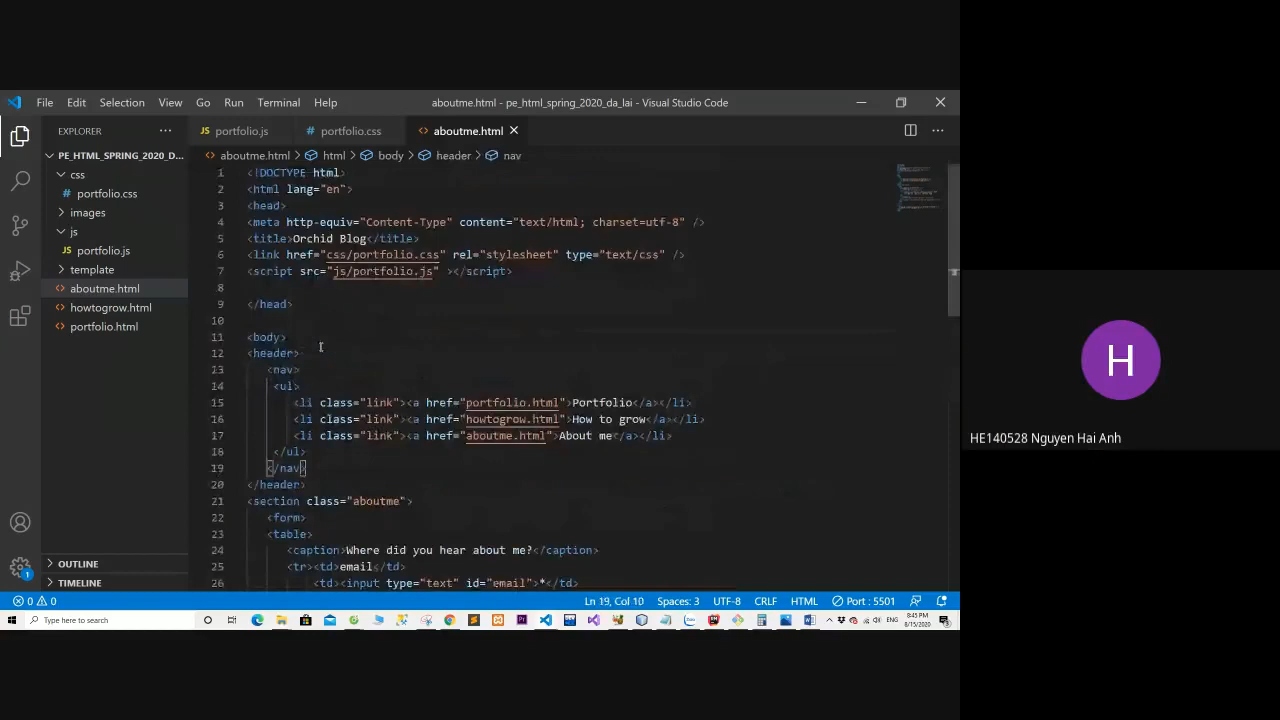 File Edit Selection View Go Run Terminal Help
aboutme.html - pe_html_spring_2020_da_lai - Visual Studio Code
EXPLORER
portfolio.js
portfolio.css
aboutme.html
PE_HTML_SPRING_2020_D...
css
portfolio.css
images
js
portfolio.js
template
aboutme.html
howtogrow.html
portfolio.html
OUTLINE
TIMELINE
aboutme.html > html > body > header > nav
1 <!DOCTYPE html>
2 <html lang="en">
3 <head>
4 <meta http-equiv="Content-Type" content="text/html; charset=utf-8" />
5 <title>Orchid Blog</title>
6 <link href="css/portfolio.css" rel="stylesheet" type="text/css" />
7 <script src="js/portfolio.js" ></script>
8
9 </head>
10
11 <body>
12 <header>
13 <nav>
14 <ul>
15 <li class="link"><a href="portfolio.html">Portfolio</a></li>
16 <li class="link"><a href="howtogrow.html">How to grow</a></li>
17 <li class="link"><a href="aboutme.html">About me</a></li>
18 </ul>
19 </nav>
20 </header>
21 <section class="aboutme">
22 <form>
23 <table>
24 <caption>Where did you hear about me?</caption>
25 <tr><td>email</td>
26 <td><input type="text" id="email">*</td>
0 0
Ln 19, Col 10 Spaces: 3 UTF-8 CRLF HTML Port : 5501
Type here to search
ENG
8:45 PM
8/15/2020
H
HE140528 Nguyen Hai Anh